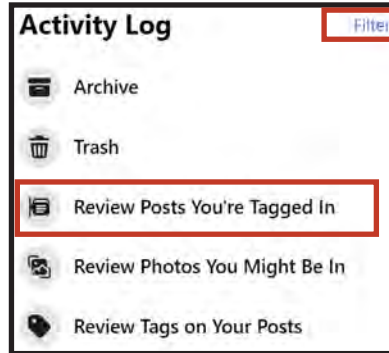 Activity Log Filter
Archive
Trash
Review Posts You're Tagged In
Review Photos You Might Be In
Review Tags on Your Posts